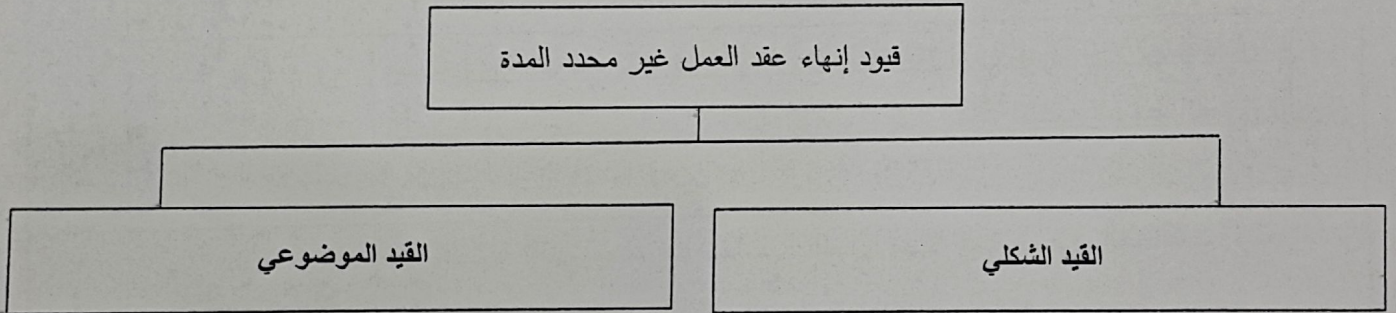 قيود إنهاء عقد العمل غير محدد المدة
القيد الشكلي
القيد الموضوعي